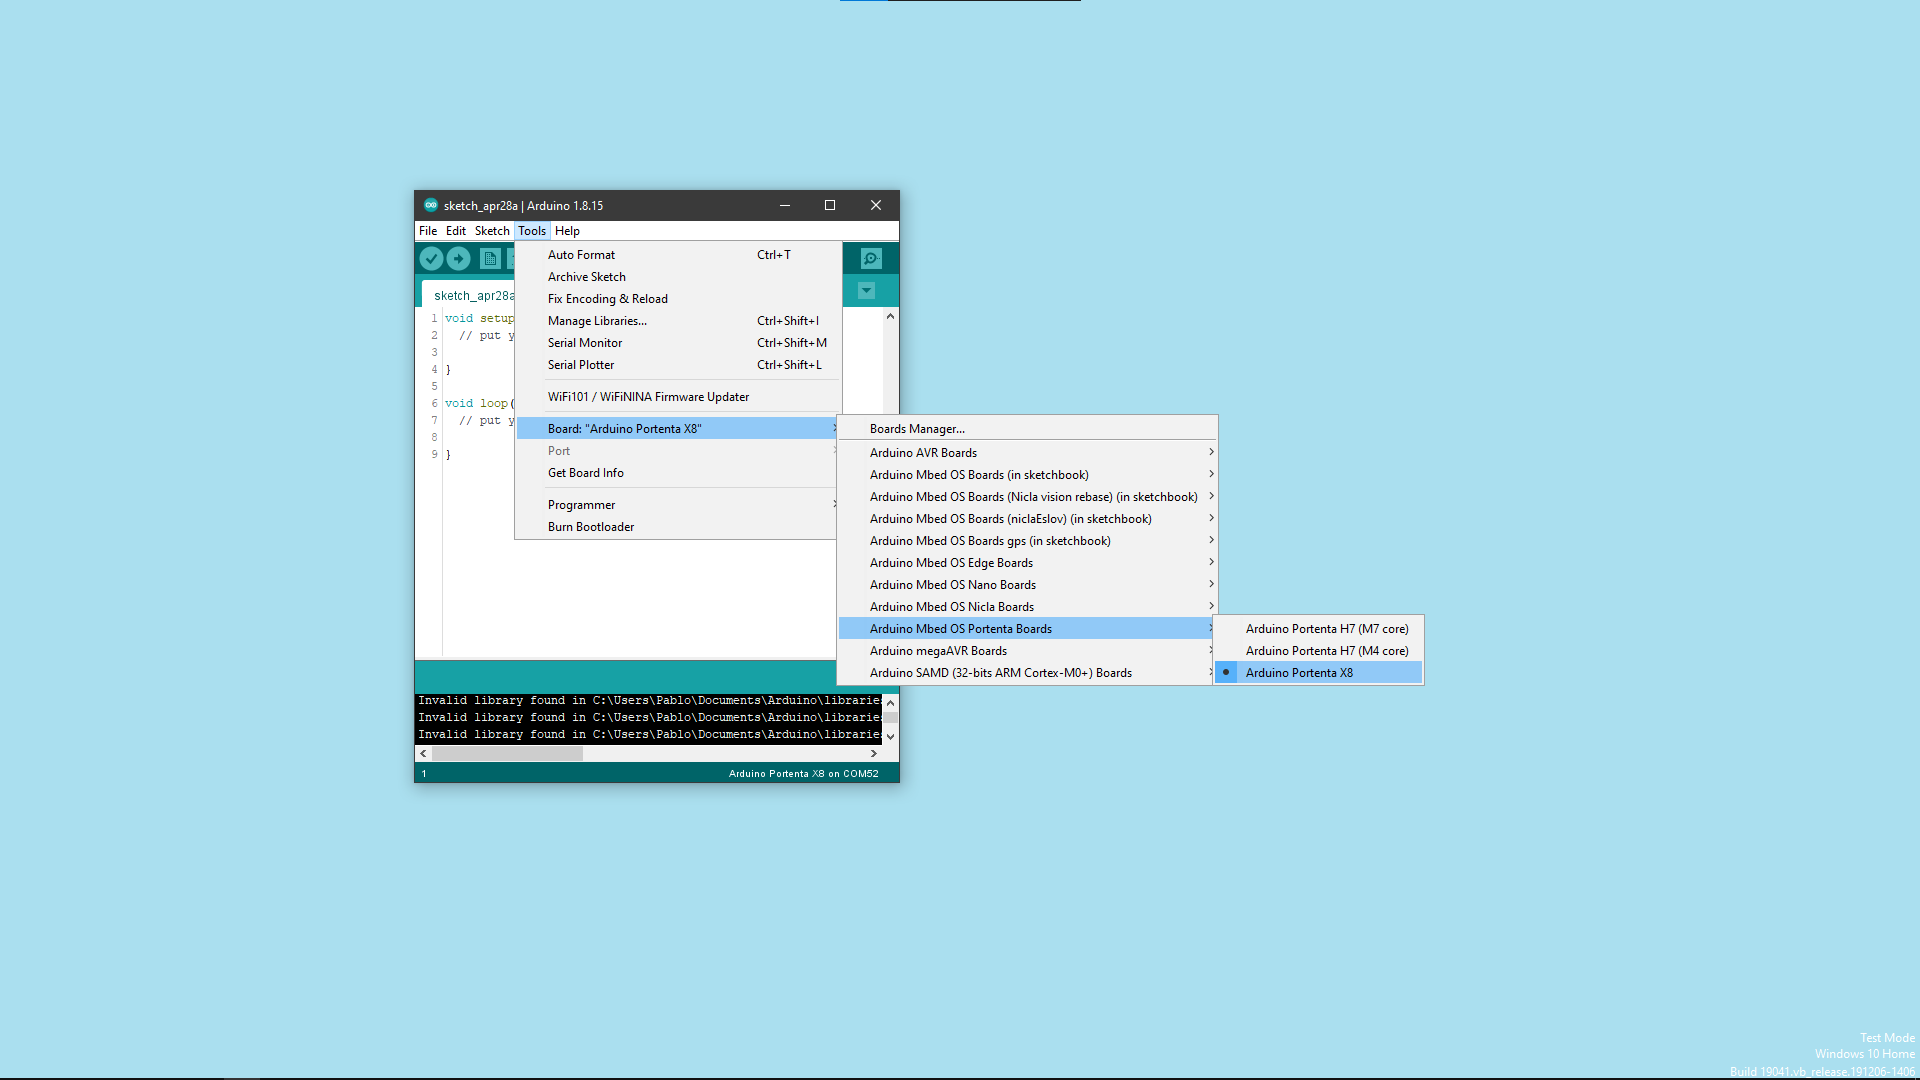 sketch_apr28a | Arduino 1.8.15
File Edit Sketch Tools Help
sketch_apr28a
1 void setup
2 // put y
3
4 }
5
6 void loop(
7 // put y
8
9 }
Auto Format Ctrl+T
Archive Sketch
Fix Encoding & Reload
Manage Libraries... Ctrl+Shift+I
Serial Monitor Ctrl+Shift+M
Serial Plotter Ctrl+Shift+L
WiFi101 / WiFiNINA Firmware Updater
Board: "Arduino Portenta X8"
Port
Get Board Info
Programmer
Burn Bootloader
Boards Manager...
Arduino AVR Boards
Arduino Mbed OS Boards (in sketchbook)
Arduino Mbed OS Boards (Nicla vision rebase) (in sketchbook)
Arduino Mbed OS Boards (niclaEslov) (in sketchbook)
Arduino Mbed OS Boards gps (in sketchbook)
Arduino Mbed OS Edge Boards
Arduino Mbed OS Nano Boards
Arduino Mbed OS Nicla Boards
Arduino Mbed OS Portenta Boards
Arduino megaAVR Boards
Arduino SAMD (32-bits ARM Cortex-M0+) Boards
Arduino Portenta H7 (M7 core)
Arduino Portenta H7 (M4 core)
Arduino Portenta X8
Invalid library found in C:\Users\Pablo\Documents\Arduino\librarie
Invalid library found in C:\Users\Pablo\Documents\Arduino\librarie
Invalid library found in C:\Users\Pablo\Documents\Arduino\librarie
1 Arduino Portenta X8 on COM52
Test Mode
Windows 10 Home
Build 19041.vb_release.191206-1406